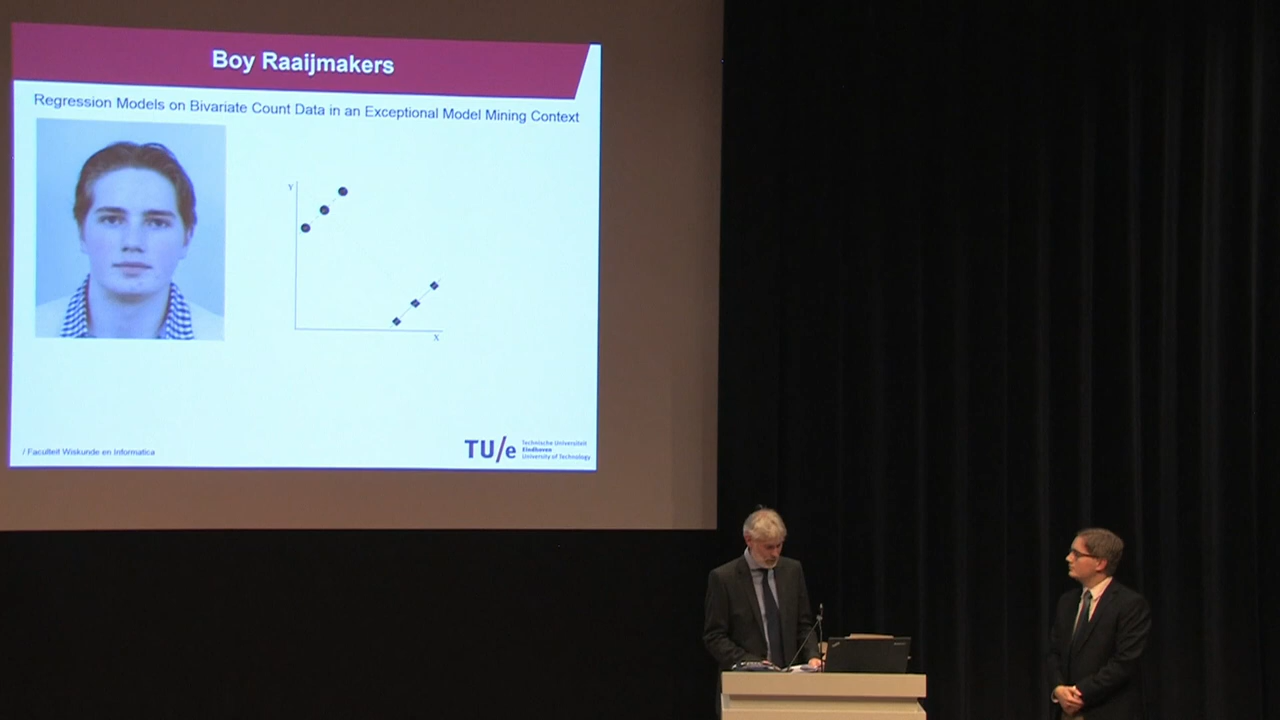 Boy Raaijmakers
Regression Models on Bivariate Count Data in an Exceptional Model Mining Context
Y
X
/ Faculteit Wiskunde en Informatica
TU/e
Technische Universiteit
Eindhoven
University of Technology